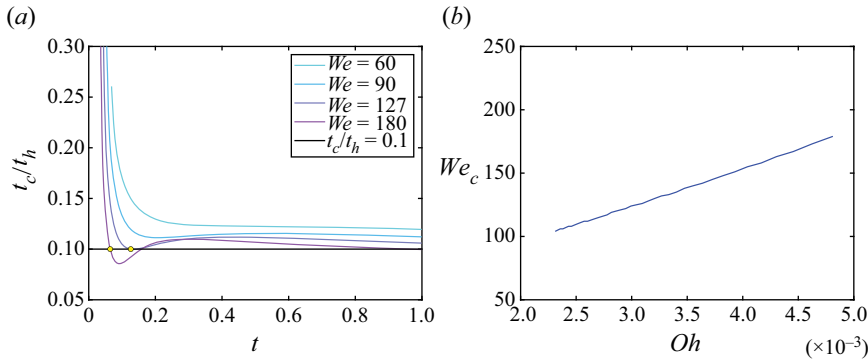 (a)
0.30
0.25
0.20
0.15
0.10
0.05
t_c/t_h
0
0.2
0.4
0.6
0.8
1.0
t
We = 60
We = 90
We = 127
We = 180
t_c/t_h = 0.1
(b)
250
200
150
100
50
We_c
2.0
2.5
3.0
3.5
4.0
4.5
5.0
Oh
(×10⁻³)